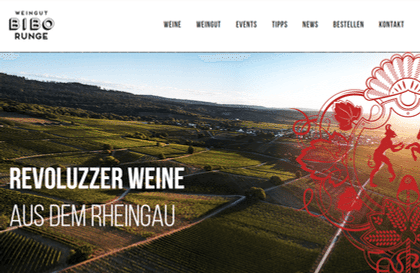 WEINGUT
BIBO
RUNGE
WEINE WEINGUT EVENTS TIPPS NEWS BESTELLEN KONTAKT
REVOLUZZER WEINE
AUS DEM RHEINGAU